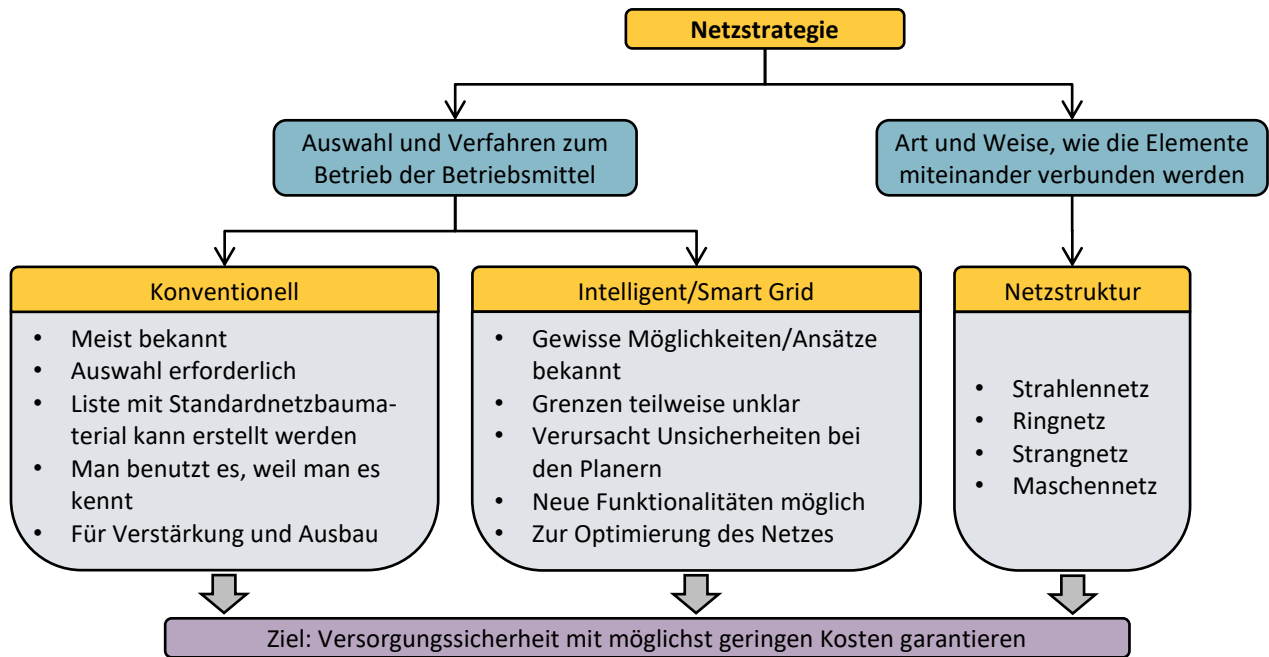 Netzstrategie
Auswahl und Verfahren zum
Betrieb der Betriebsmittel
Art und Weise, wie die Elemente
miteinander verbunden werden
Konventionell
• Meist bekannt
• Auswahl erforderlich
• Liste mit Standardnetzbauma-
terial kann erstellt werden
• Man benutzt es, weil man es
kennt
• Für Verstärkung und Ausbau
Intelligent/Smart Grid
• Gewisse Möglichkeiten/Ansätze
bekannt
• Grenzen teilweise unklar
• Verursacht Unsicherheiten bei
den Planern
• Neue Funktionalitäten möglich
• Zur Optimierung des Netzes
Netzstruktur
• Strahlennetz
• Ringnetz
• Strangnetz
• Maschennetz
Ziel: Versorgungssicherheit mit möglichst geringen Kosten garantieren